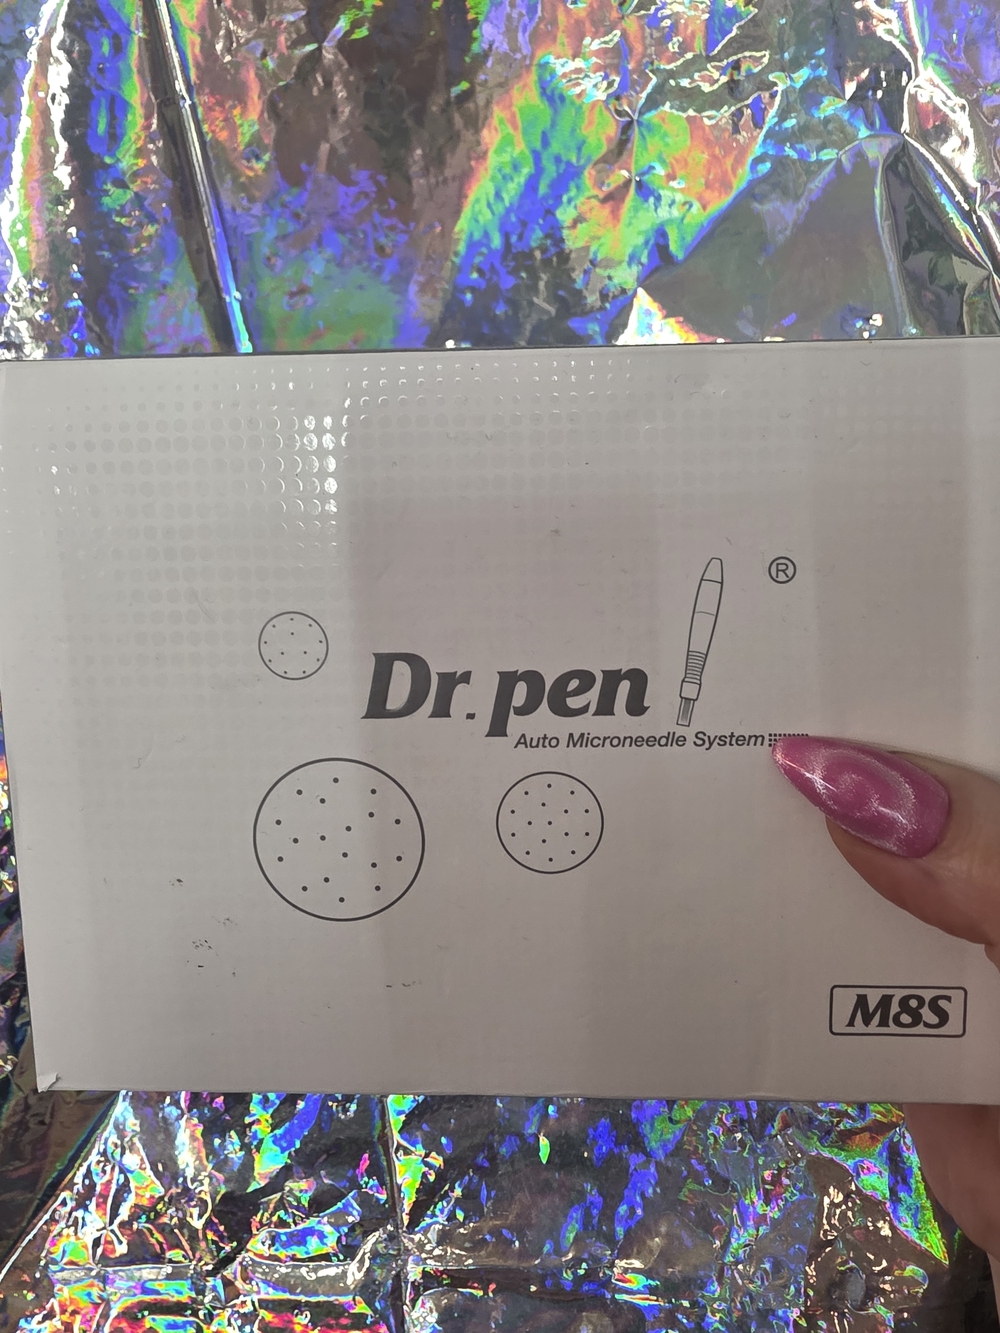 ®
Dr. pen
Auto Microneedle System
M8S